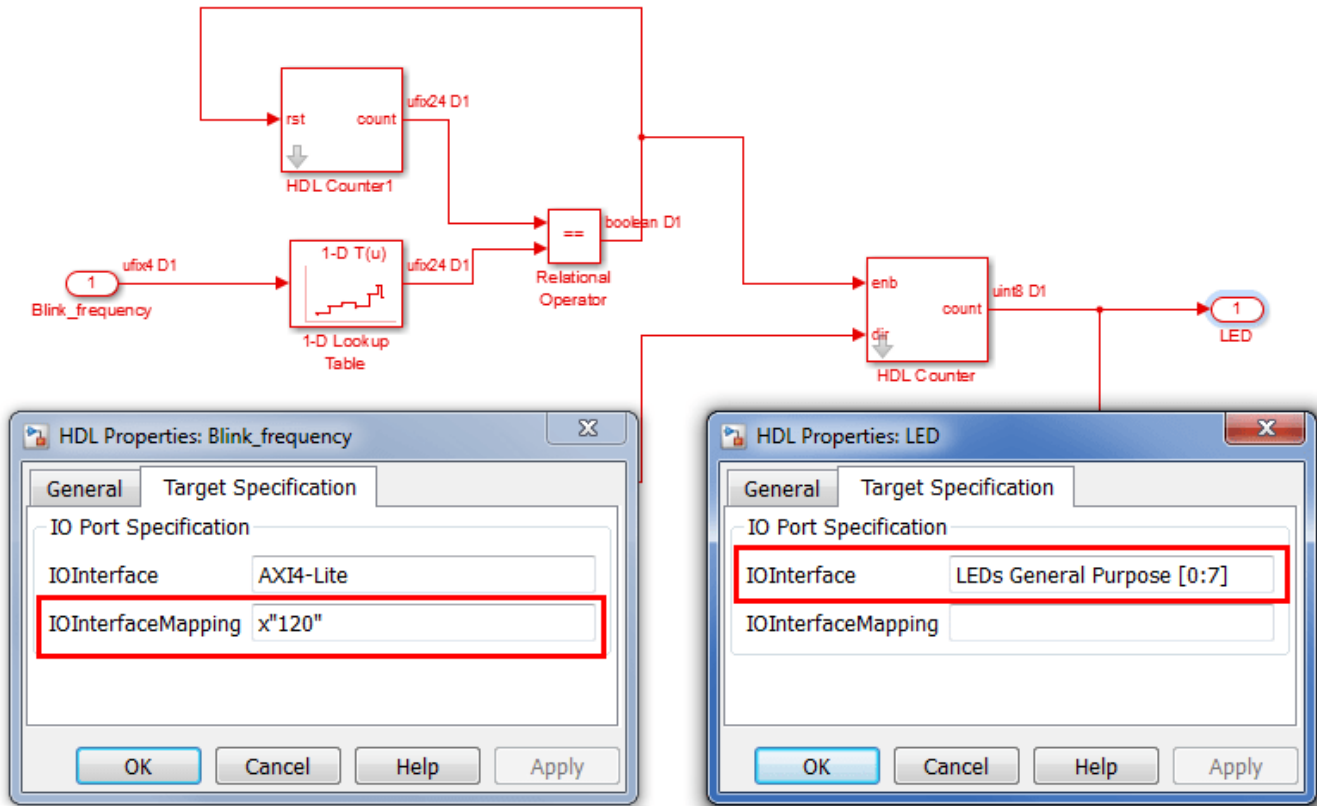 ufix24 D1
rst
count
HDL Counter1
boolean D1
==
Relational
Operator
ufix4 D1
1
Blink_frequency
1-D T(u)
ufix24 D1
1-D Lookup
Table
enb
dir
count
uint8 D1
HDL Counter
1
LED
HDL Properties: Blink_frequency
General
Target Specification
IO Port Specification
IOInterface AXI4-Lite
IOInterfaceMapping x"120"
OK Cancel Help Apply
HDL Properties: LED
General
Target Specification
IO Port Specification
IOInterface LEDs General Purpose [0:7]
IOInterfaceMapping
OK Cancel Help Apply